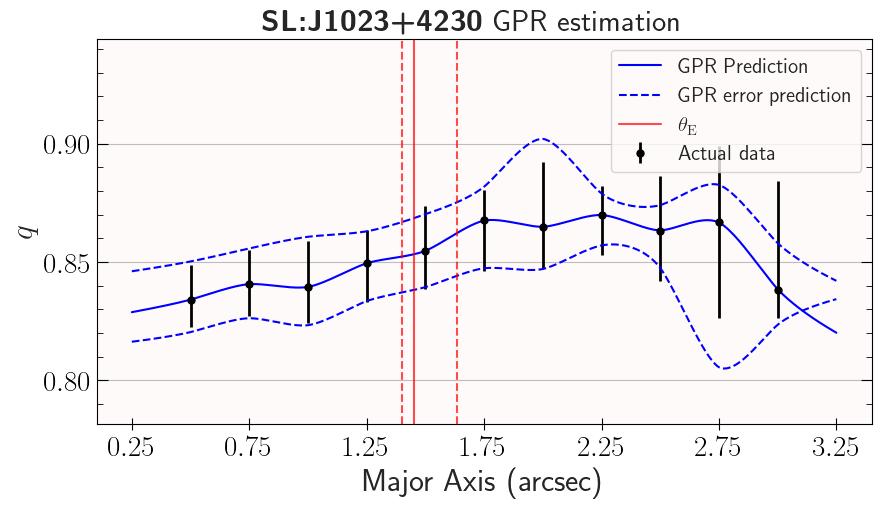 SL:J1023+4230 GPR estimation
GPR Prediction
GPR error prediction
θE
Actual data
0.90
0.85
0.80
q
0.25 0.75 1.25 1.75 2.25 2.75 3.25
Major Axis (arcsec)